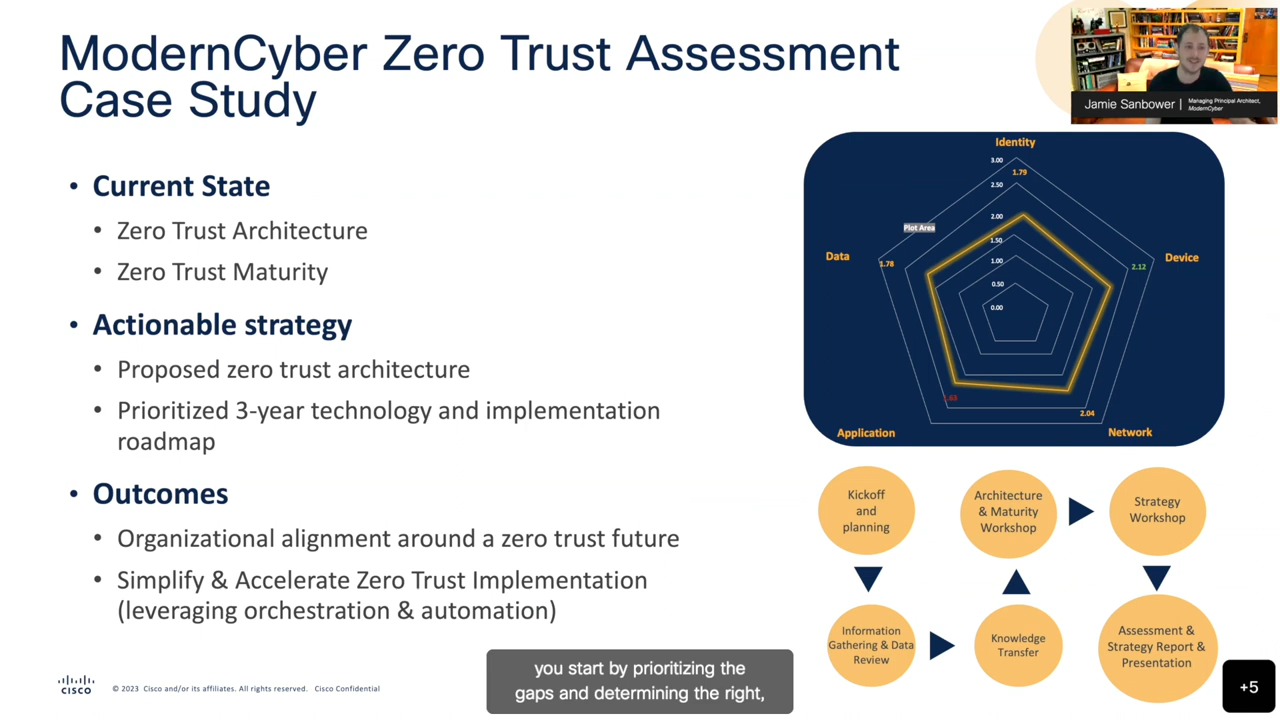 ModernCyber Zero Trust Assessment
Case Study
Jamie Sanbower | Managing Principal Architect,
ModernCyber
• Current State
• Zero Trust Architecture
• Zero Trust Maturity
• Actionable strategy
• Proposed zero trust architecture
• Prioritized 3-year technology and implementation
roadmap
• Outcomes
• Organizational alignment around a zero trust future
• Simplify & Accelerate Zero Trust Implementation
(leveraging orchestration & automation)
Identity
3.00
1.79
2.50
2.00
Plot Area
1.50
1.00
0.50
0.00
Data
1.78
Device
2.12
Application
Network
2.04
Kickoff
and
planning
Information
Gathering & Data
Review
Knowledge
Transfer
Architecture
& Maturity
Workshop
Strategy
Workshop
Assessment &
Strategy Report &
Presentation
CISCO
© 2023 Cisco and/or its affiliates. All rights reserved. Cisco Confidential
you start by prioritizing the
gaps and determining the right,
+5